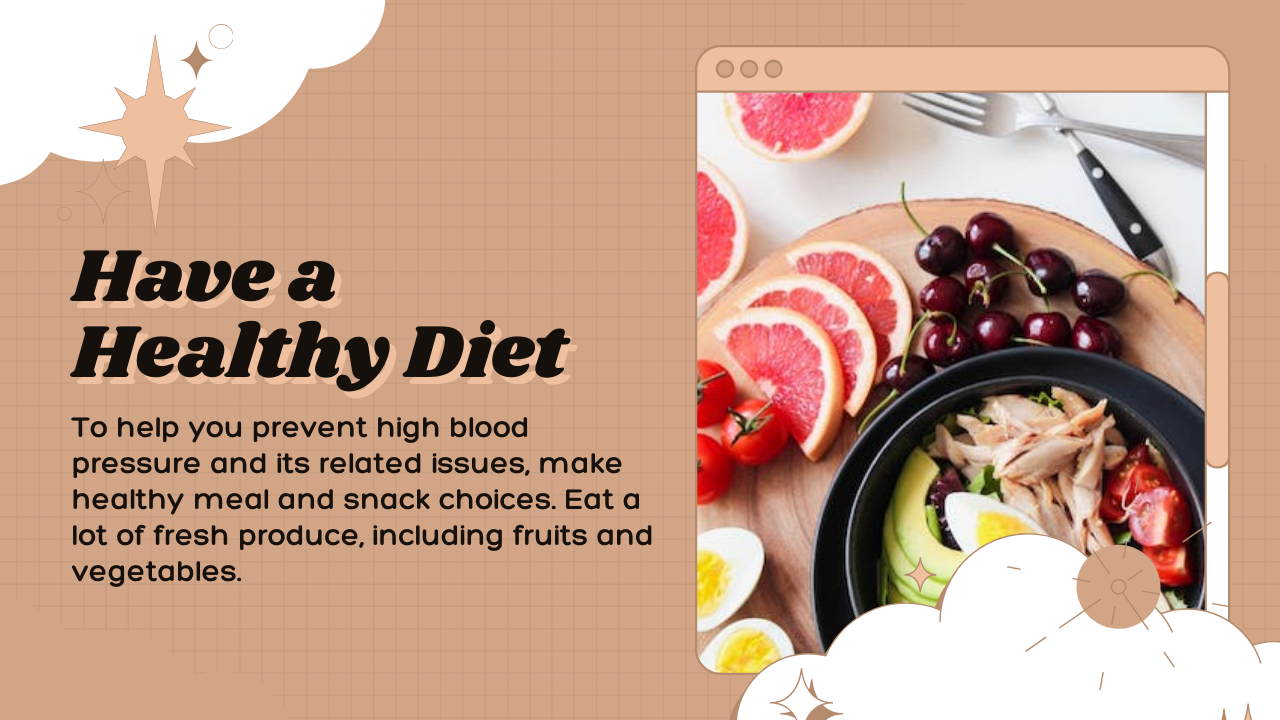 Have a
Healthy Diet
To help you prevent high blood
pressure and its related issues, make
healthy meal and snack choices. Eat a
lot of fresh produce, including fruits and
vegetables.